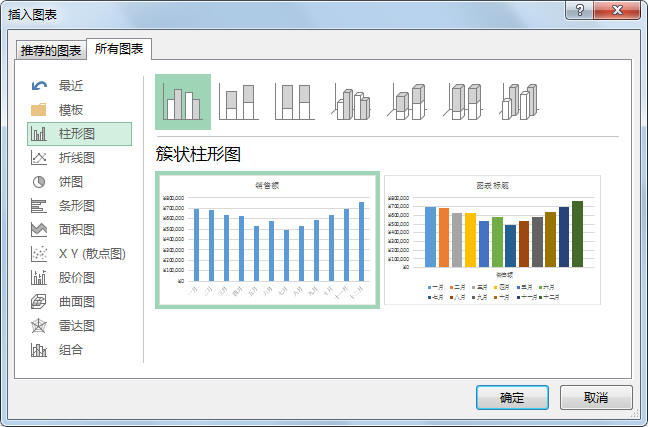 插入图表
?
推荐的图表 所有图表
最近
模板
柱形图
折线图
饼图
条形图
面积图
X Y (散点图)
股价图
曲面图
雷达图
组合
簇状柱形图
销售额
¥800,000
¥700,000
¥600,000
¥500,000
¥400,000
¥300,000
¥200,000
¥100,000
¥0
一月 二月 三月 四月 五月 六月 七月 八月 九月 十月 十一月 十二月
图表标题
¥800,000
¥700,000
¥600,000
¥500,000
¥400,000
¥300,000
¥200,000
¥100,000
¥0
销售额
一月 二月 三月 四月 五月 六月
七月 八月 九月 十月 十一月 十二月
确定 取消